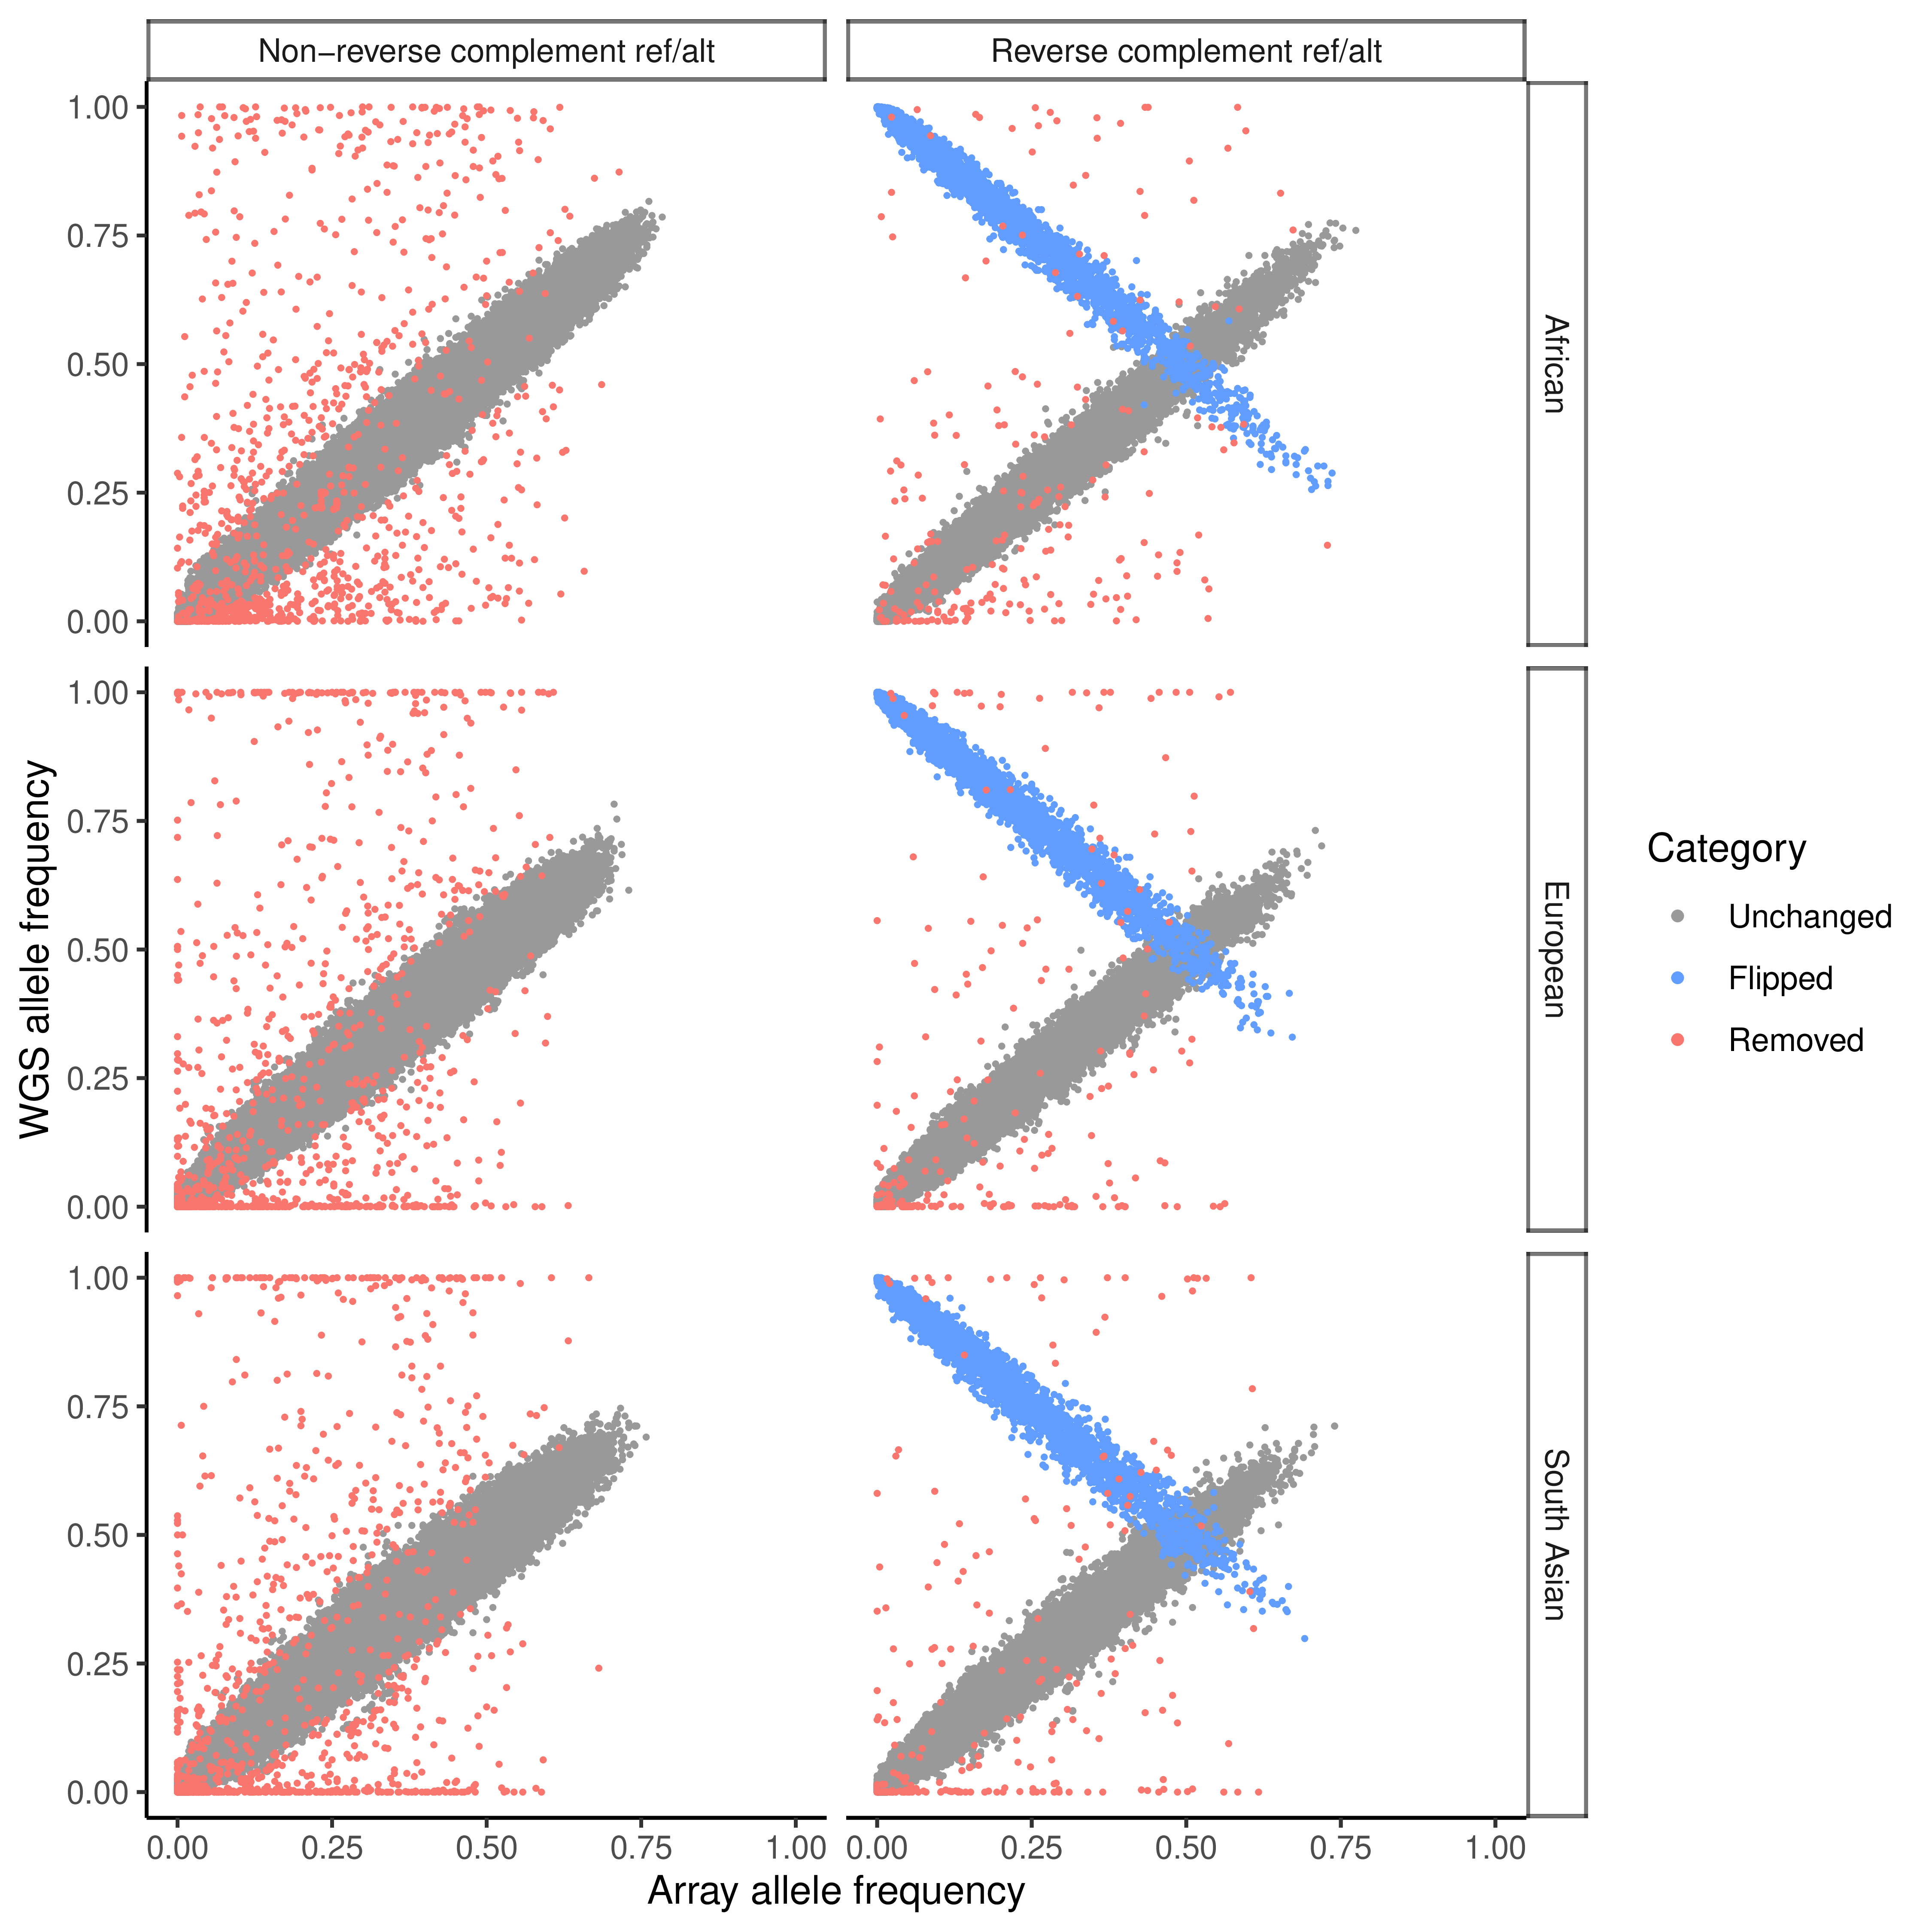 Non−reverse complement ref/alt
Reverse complement ref/alt
1.00
0.75
0.50
0.25
0.00
African
1.00
0.75
0.50
0.25
0.00
European
1.00
0.75
0.50
0.25
0.00
South Asian
WGS allele frequency
0.00 0.25 0.50 0.75 1.00
0.00 0.25 0.50 0.75 1.00
Array allele frequency
Category
Unchanged
Flipped
Removed